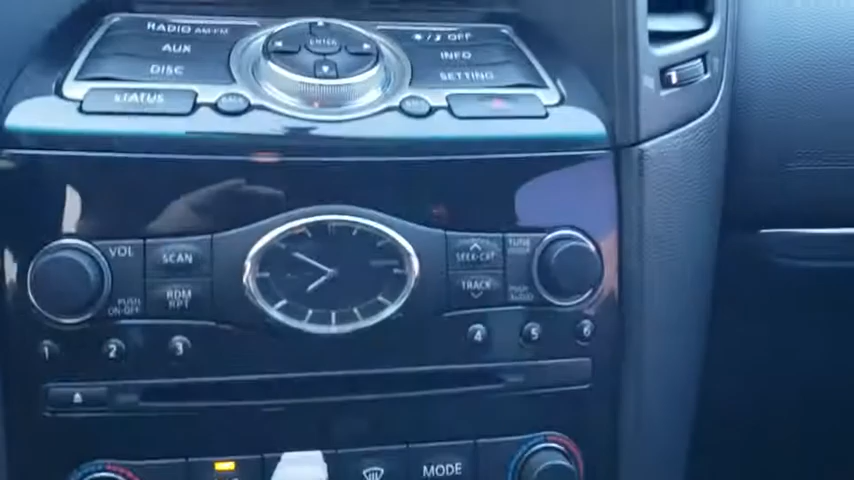 RADIO AM·FM
AUX
DISC
STATUS
ENTER
OFF
INFO
SETTING
VOL
SCAN
RDM
RPT
PUSH
ON·OFF
SEEK·CAT
TRACK
TUNE
PUSH
1
2
3
4
5
6
MODE